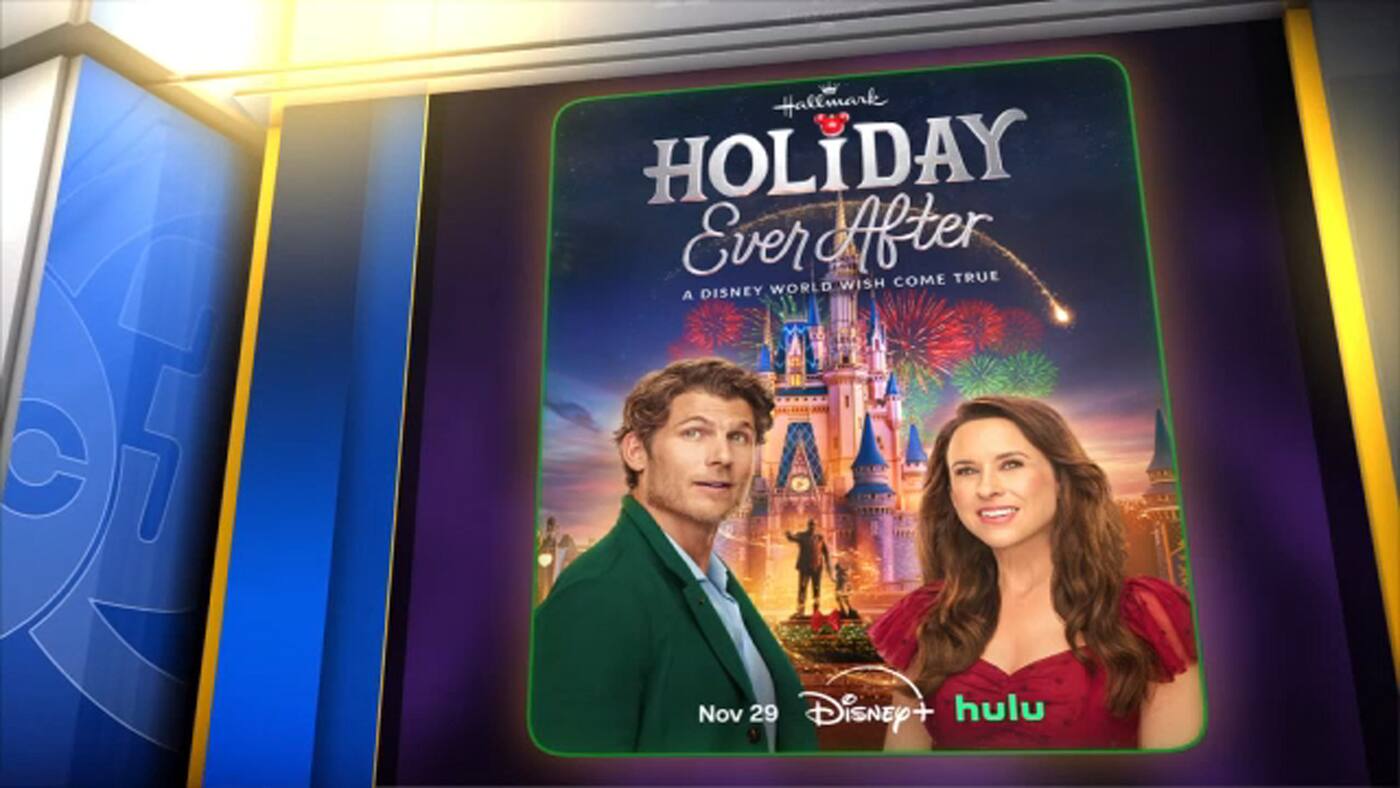 Hallmark
HOLiDAY
Ever After
A DISNEY WORLD WISH COME TRUE
Nov 29 Disney+ hulu